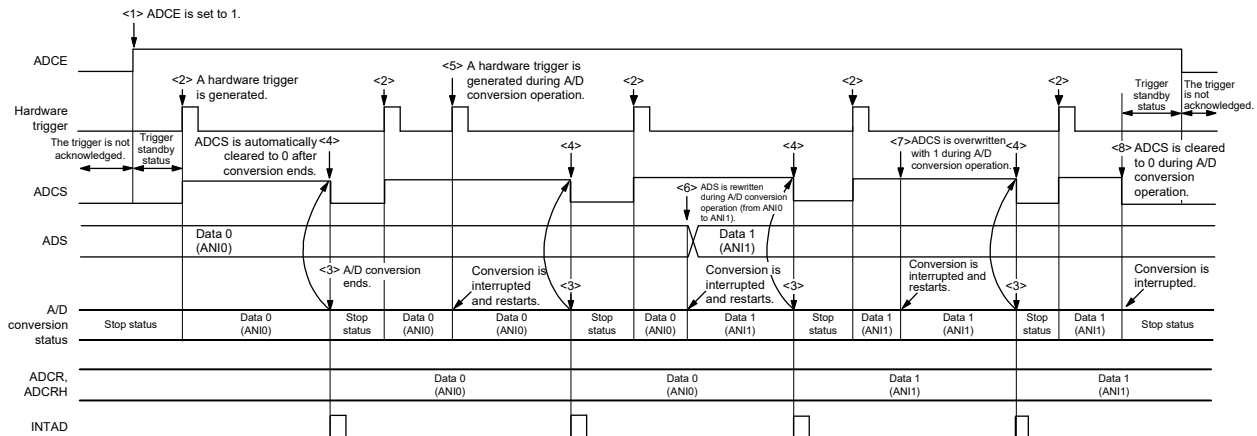 <1> ADCE is set to 1.
ADCE
<2> A hardware trigger
is generated.
<2>
<5> A hardware trigger is
generated during A/D
conversion operation.
<2>
<2>
<2>
Trigger
standby
status
The trigger
is not
acknowledged.
Hardware
trigger
The trigger is not
acknowledged.
Trigger
standby
status
ADCS is automatically
cleared to 0 after
conversion ends.
<4>
<4>
<4>
<7> ADCS is overwritten
with 1 during A/D
conversion operation.
<4>
<8> ADCS is cleared
to 0 during A/D
conversion
operation.
ADCS
<6> ADS is rewritten
during A/D conversion
operation (from ANI0
to ANI1).
ADS
Data 0
(ANI0)
Data 1
(ANI1)
<3> A/D conversion
ends.
Conversion is
interrupted
and restarts.
<3>
Conversion is
interrupted
and restarts.
<3>
Conversion is
interrupted and
restarts.
<3>
Conversion is
interrupted.
A/D
conversion
status
Stop status
Data 0
(ANI0)
Stop
status
Data 0
(ANI0)
Data 0
(ANI0)
Stop
status
Data 0
(ANI0)
Data 1
(ANI1)
Stop
status
Data 1
(ANI1)
Data 1
(ANI1)
Stop
status
Data 1
(ANI1)
Stop status
ADCR,
ADCRH
Data 0
(ANI0)
Data 0
(ANI0)
Data 1
(ANI1)
Data 1
(ANI1)
INTAD